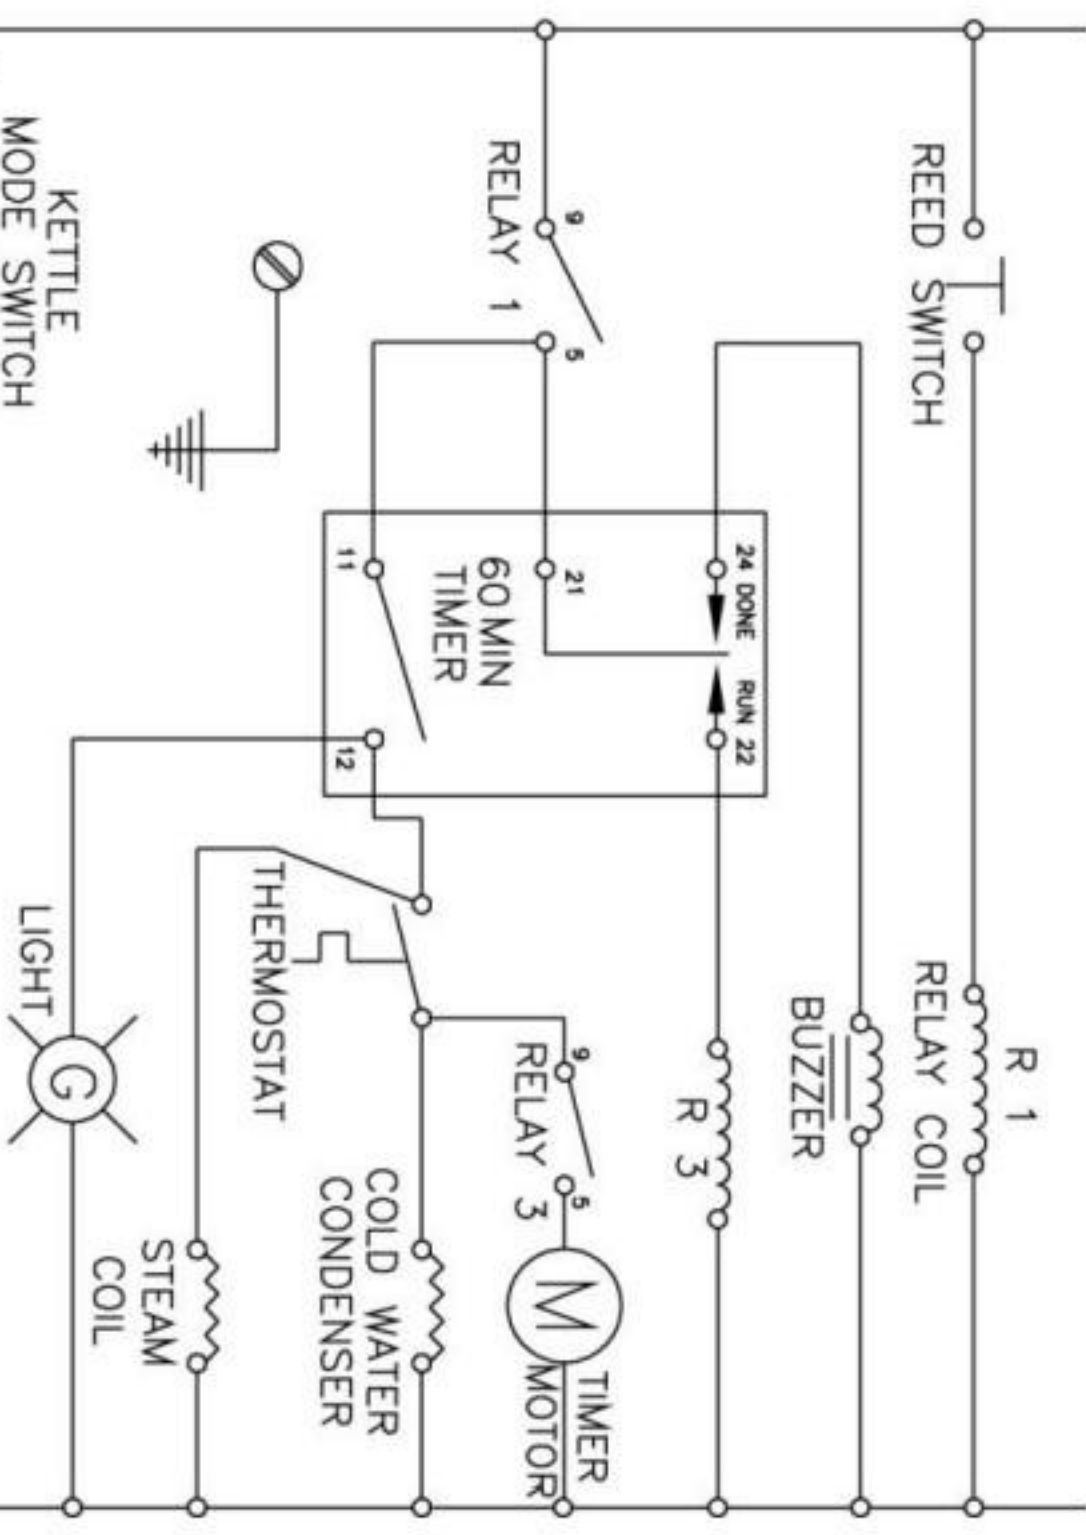 R 1
RELAY COIL
REED SWITCH
BUZZER
24 DONE RUN 22
R 3
RELAY 1
9
5
21
60 MIN
TIMER
11
12
9
5
RELAY 3
M
TIMER
MOTOR
COLD WATER
CONDENSER
THERMOSTAT
STEAM
COIL
LIGHT
G
KETTLE
MODE SWITCH